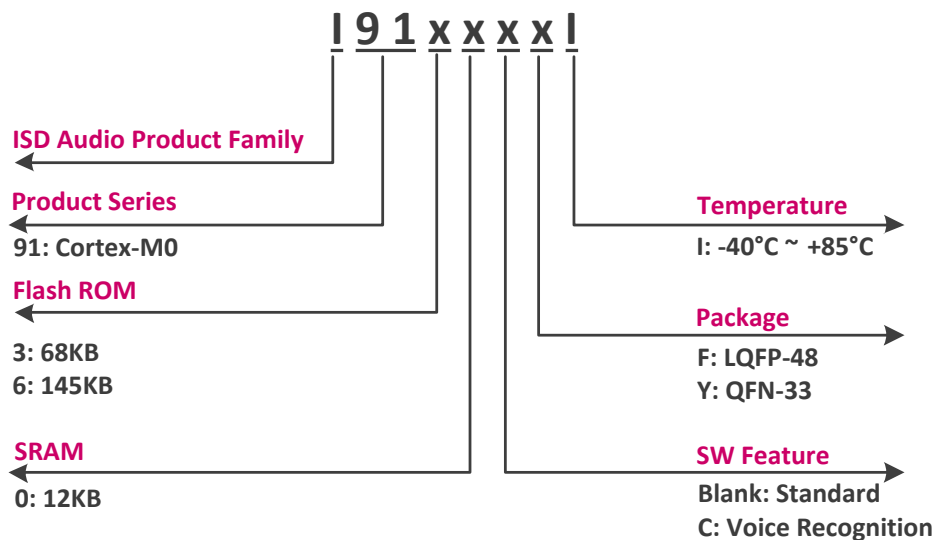 I 9 1 x x x x I
ISD Audio Product Family
Product Series
91: Cortex-M0
Flash ROM
3: 68KB
6: 145KB
SRAM
0: 12KB
Temperature
I: -40°C ~ +85°C
Package
F: LQFP-48
Y: QFN-33
SW Feature
Blank: Standard
C: Voice Recognition